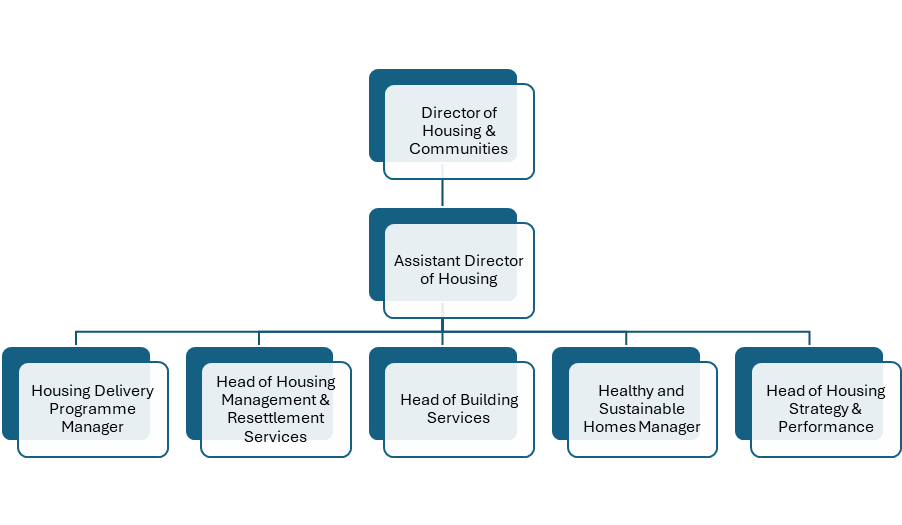 Director of
Housing &
Communities
Assistant Director
of Housing
Housing Delivery
Programme
Manager
Head of Housing
Management &
Resettlement
Services
Head of Building
Services
Healthy and
Sustainable
Homes Manager
Head of Housing
Strategy &
Performance